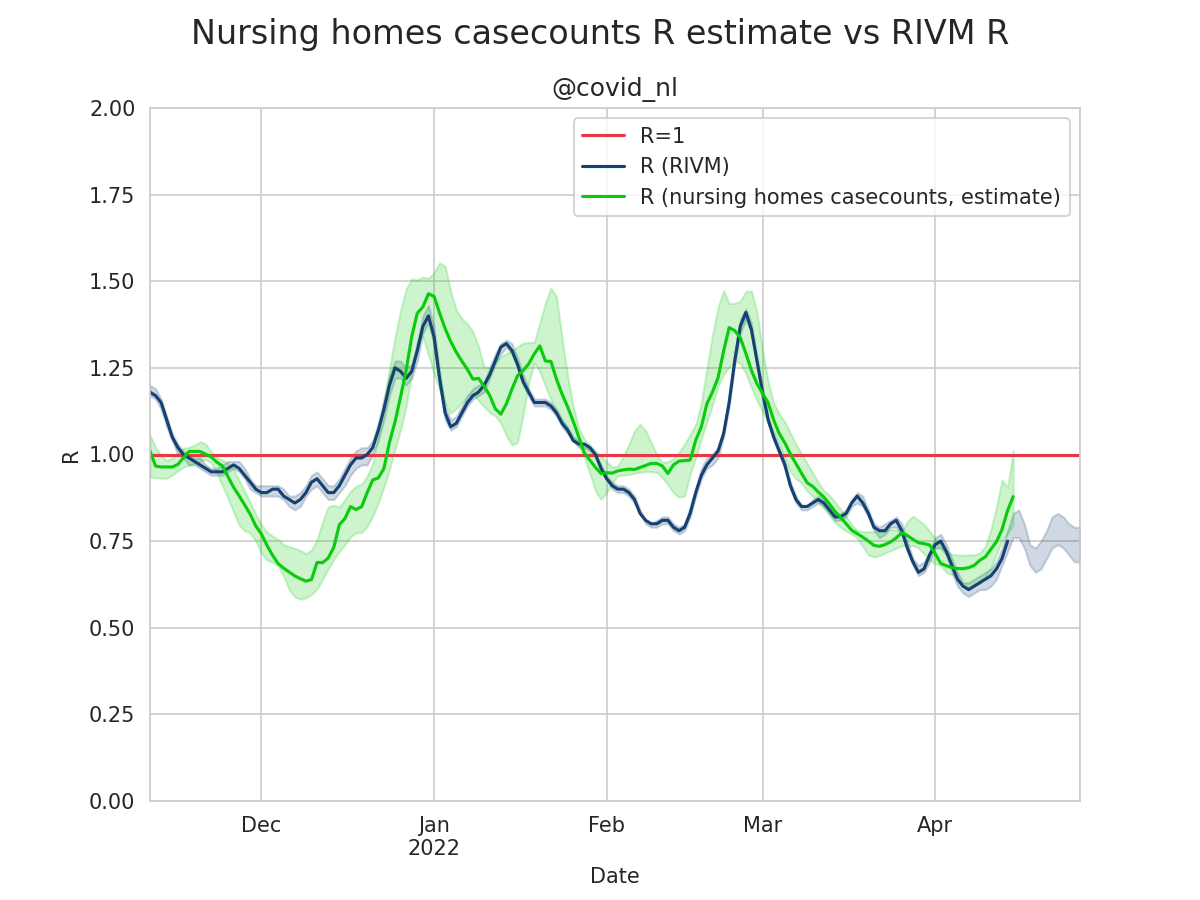 Nursing homes casecounts R estimate vs RIVM R
@covid_nl
R=1
R (RIVM)
R (nursing homes casecounts, estimate)
2.00
1.75
1.50
1.25
1.00
0.75
0.50
0.25
0.00
R
Dec
Jan
2022
Feb
Mar
Apr
Date